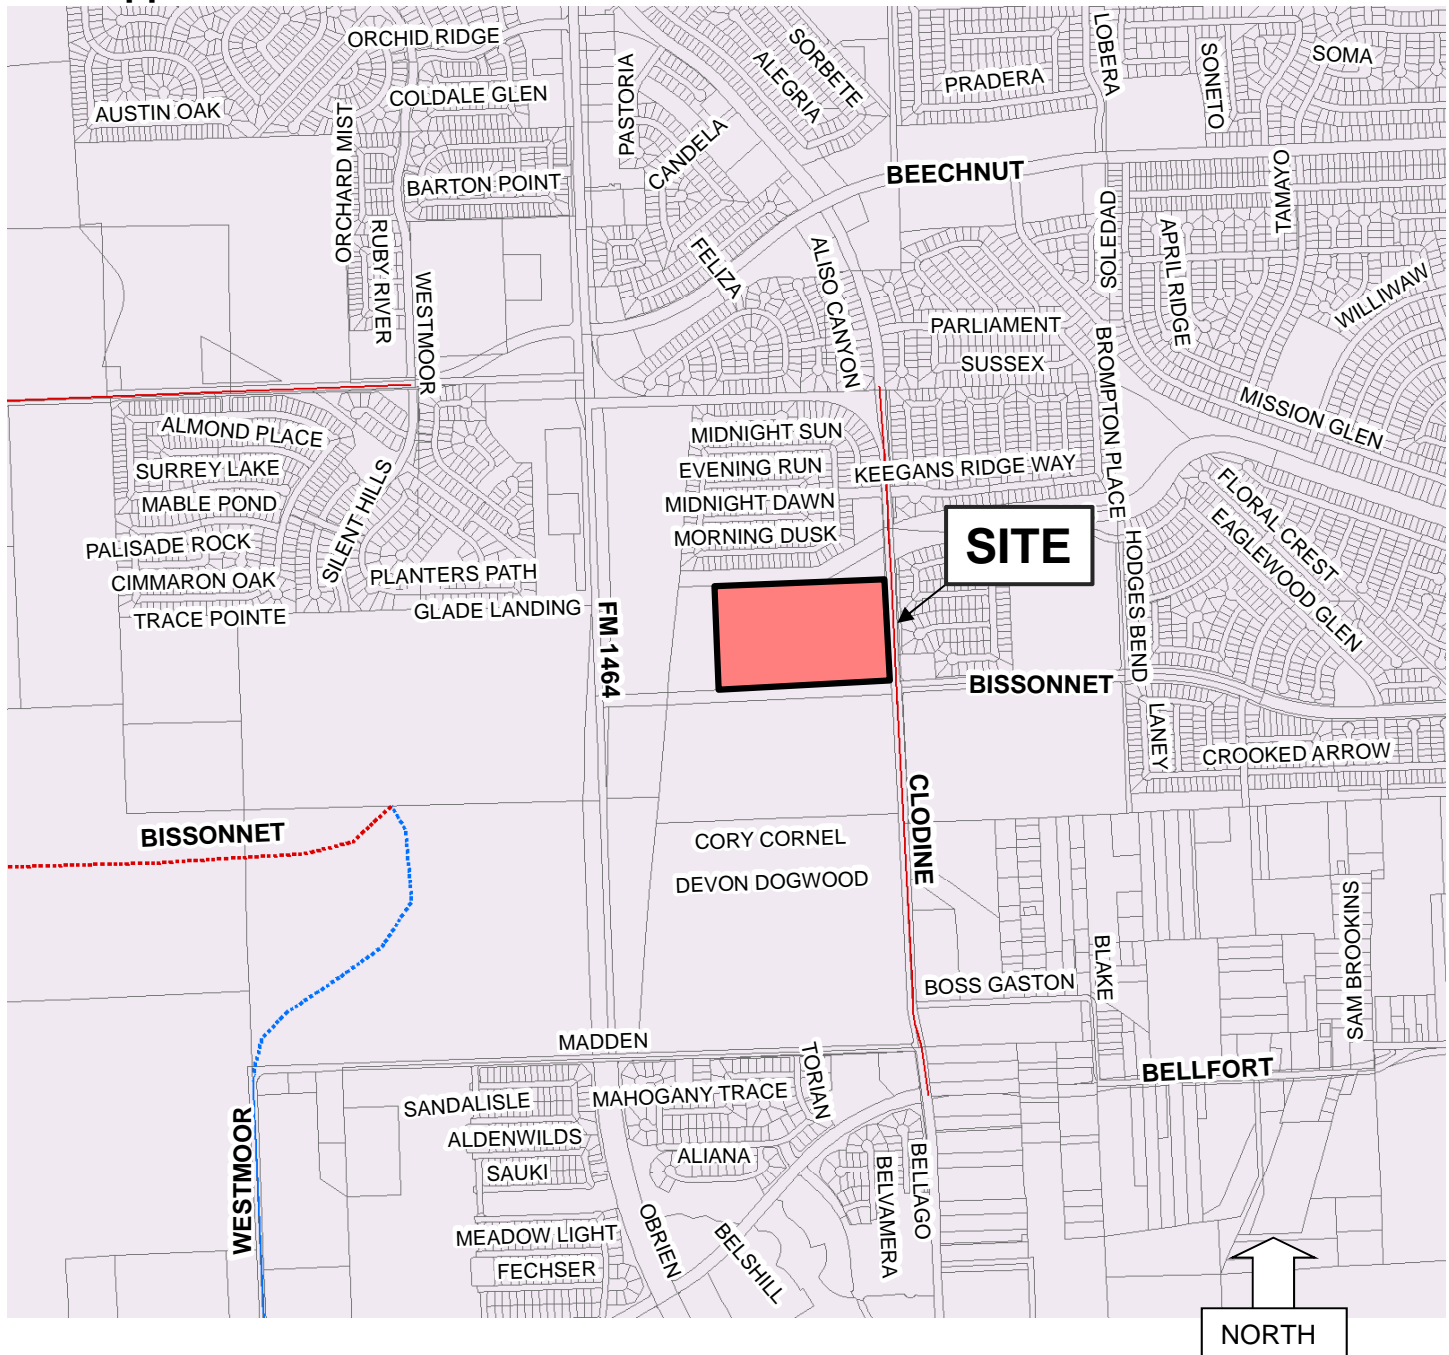 ORCHID RIDGE
SORBETE
LOBERA
SOMA
SONETO
PASTORIA
ALEGRIA
PRADERA
COLDALE GLEN
AUSTIN OAK
ORCHARD MIST
CANDELA
BEECHNUT
TAMAYO
BARTON POINT
SOLEDAD
APRIL RIDGE
RUBY RIVER
FELIZA
ALISO CANYON
WILLIWAW
WESTMOOR
PARLIAMENT
BROMPTON PLACE
SUSSEX
MISSION GLEN
ALMOND PLACE
MIDNIGHT SUN
SURREY LAKE
EVENING RUN
KEEGANS RIDGE WAY
SILENT HILLS
MABLE POND
MIDNIGHT DAWN
FLORAL CREST
EAGLEWOOD GLEN
PALISADE ROCK
MORNING DUSK
SITE
HODGES BEND
CIMMARON OAK
PLANTERS PATH
TRACE POINTE
GLADE LANDING
FM 1464
BISSONNET
LANEY
CROOKED ARROW
CLODINE
BISSONNET
CORY CORNEL
DEVON DOGWOOD
SAM BROOKINS
BLAKE
BOSS GASTON
MADDEN
TORIAN
BELLFORT
SANDALISLE
MAHOGANY TRACE
ALDENWILDS
ALIANA
BELLAGO
WESTMOOR
SAUKI
BELVAMERA
OBRIEN
MEADOW LIGHT
BELSHILL
FECHSER
NORTH